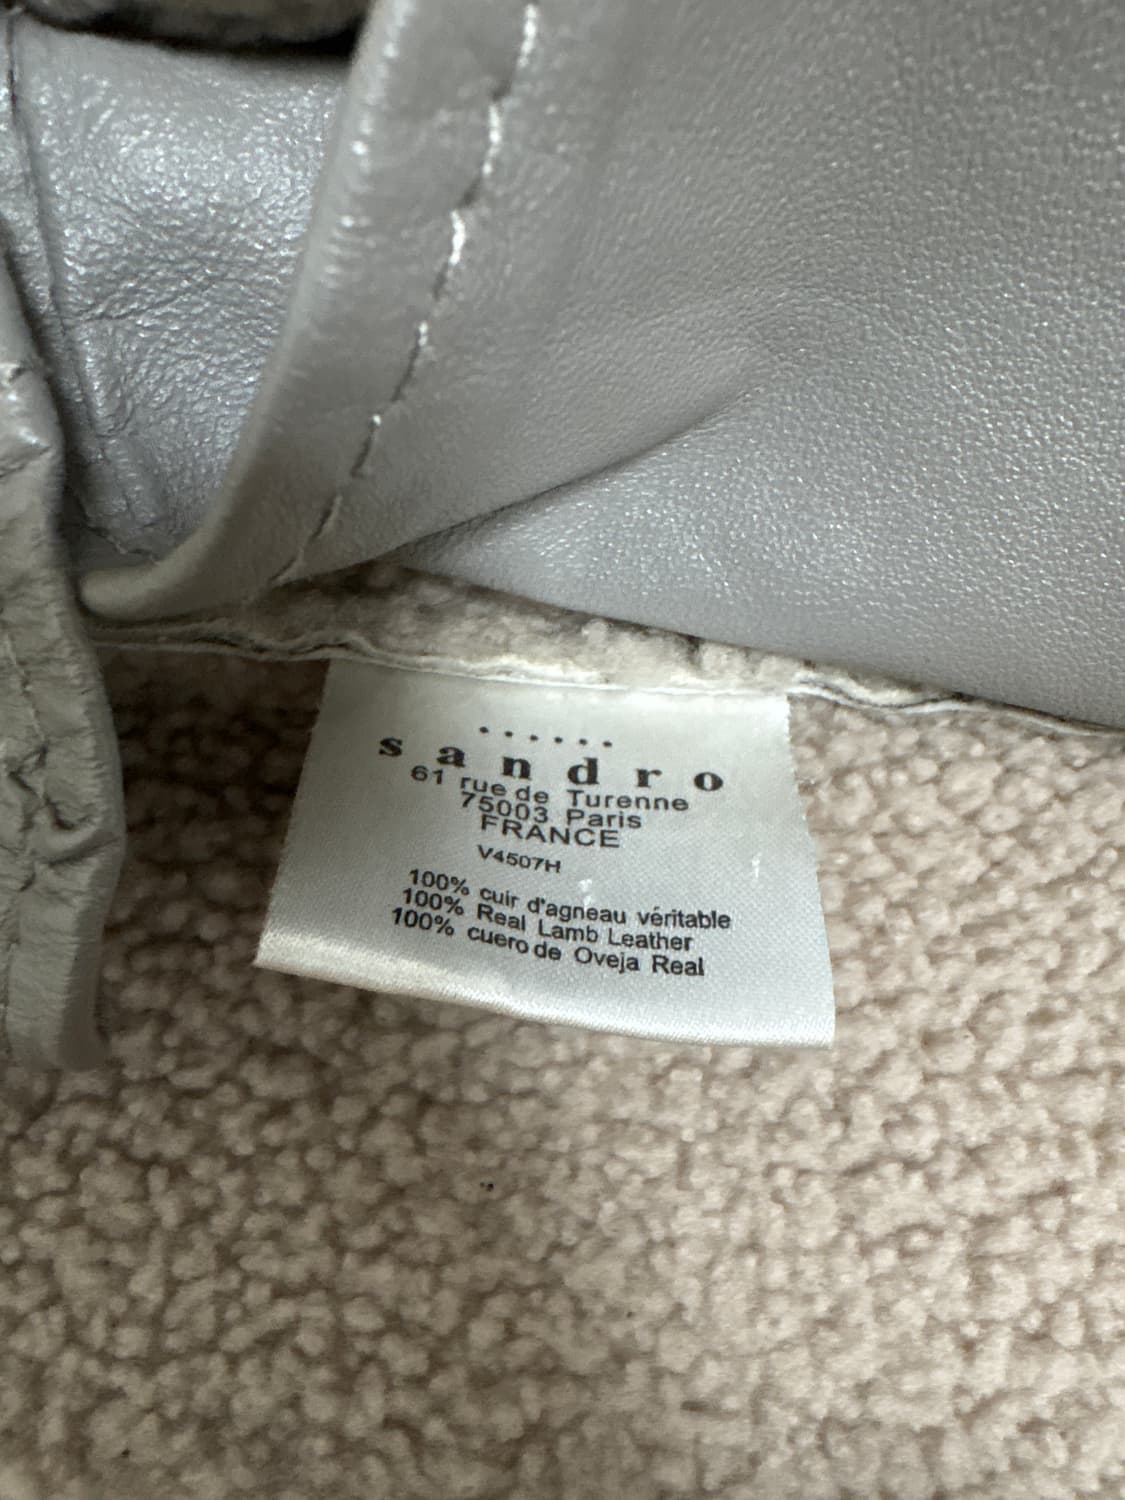 sandro
61 rue de Turenne
75003 Paris
FRANCE
V4507H
100% cuir d'agneau véritable
100% Real Lamb Leather
100% cuero de Oveja Real